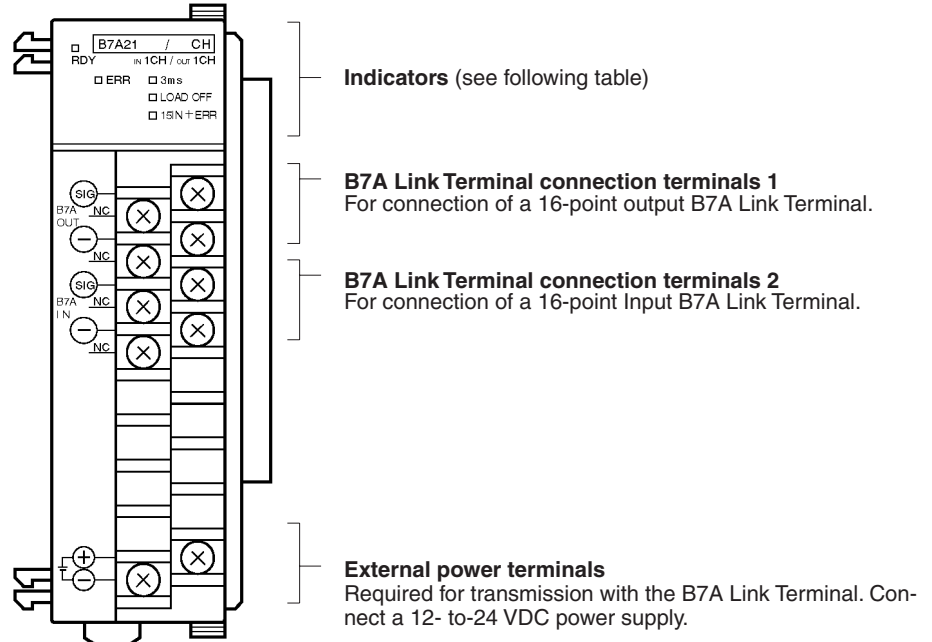 B7A21 / CH
RDY IN 1CH / OUT 1CH
ERR 3ms
LOAD OFF
15IN+ERR
Indicators (see following table)
SIG
B7A OUT
NC
B7A Link Terminal connection terminals 1
For connection of a 16-point output B7A Link Terminal.
−
NC
SIG
B7A IN
NC
B7A Link Terminal connection terminals 2
For connection of a 16-point Input B7A Link Terminal.
−
NC
+
−
External power terminals
Required for transmission with the B7A Link Terminal. Con-
nect a 12- to-24 VDC power supply.